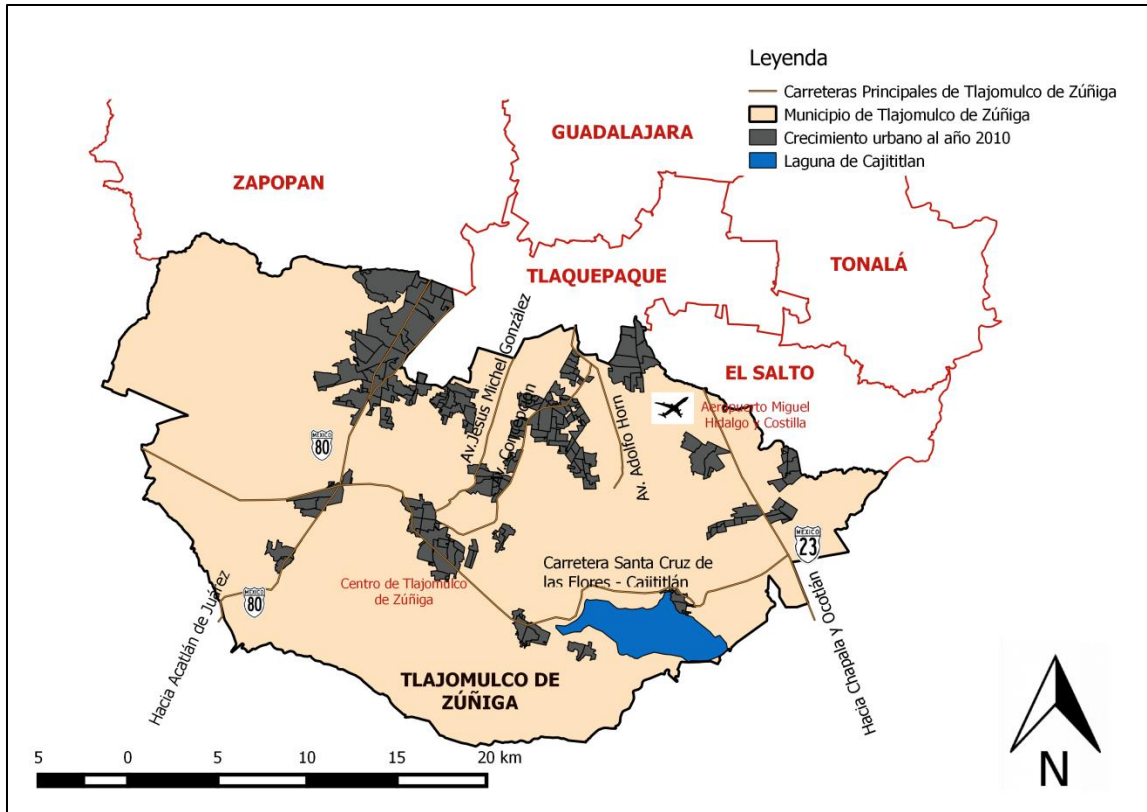 Leyenda
Carreteras Principales de Tlajomulco de Zúñiga
Municipio de Tlajomulco de Zúñiga
Crecimiento urbano al año 2010
Laguna de Cajititlan
GUADALAJARA
ZAPOPAN
TLAQUEPAQUE
TONALÁ
EL SALTO
Av.Jesús Michel González
Av. Concepción
Av. Adolfo Horn
Aeropuerto Miguel
Hidalgo y Costilla
MEXICO
80
MEXICO
23
Carretera Santa Cruz de
las Flores - Cajititlán
Centro de Tlajomulco
de Zúñiga
MEXICO
80
Hacia Acatlán de Juárez
Hacia Chapala y Ocotlán
TLAJOMULCO DE
ZÚÑIGA
5 0 5 10 15 20 km
N